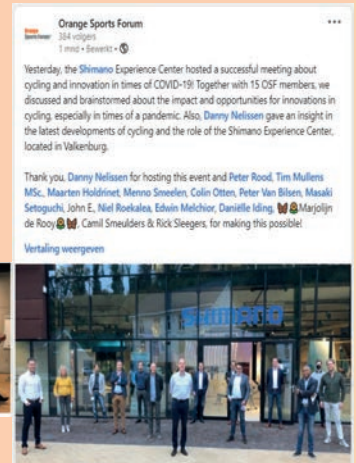 Orange Sports Forum
384 volgers
1 mnd • Bewerkt •
Yesterday, the Shimano Experience Center hosted a successful meeting about
cycling and innovation in times of COVID-19! Together with 15 OSF members, we
discussed and brainstormed about the impact and opportunities for innovations in
cycling, especially in times of a pandemic. Also, Danny Nelissen gave an insight in
the latest developments of cycling and the role of the Shimano Experience Center,
located in Valkenburg.
Thank you, Danny Nelissen for hosting this event and Peter Rood, Tim Mullens
MSc., Maarten Holdrinet, Menno Smeelen, Colin Otten, Peter Van Bilsen, Masaki
Setoguchi, John E., Niel Roekalea, Edwin Melchior, Daniëlle Iding, 🦋👩Marjolijn
de Rooy👩🦋, Camil Smeulders & Rick Sleegers, for making this possible!
Vertaling weergeven
SHIMANO